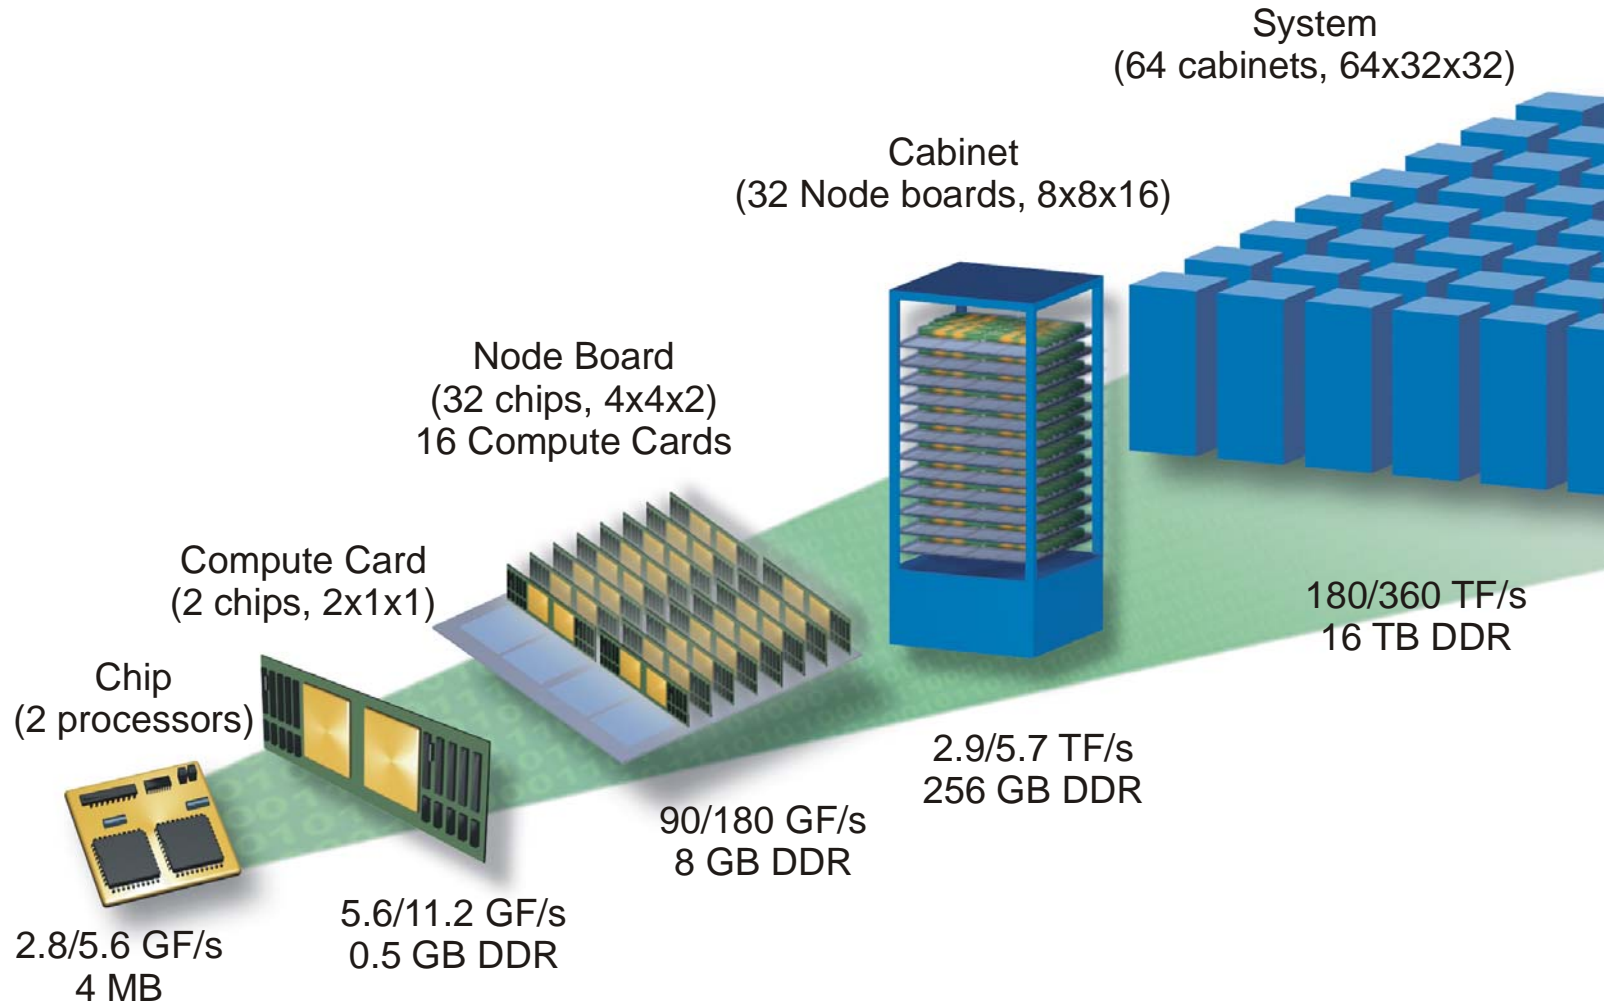 System
(64 cabinets, 64x32x32)
Cabinet
(32 Node boards, 8x8x16)
Node Board
(32 chips, 4x4x2)
16 Compute Cards
Compute Card
(2 chips, 2x1x1)
Chip
(2 processors)
180/360 TF/s
16 TB DDR
2.9/5.7 TF/s
256 GB DDR
90/180 GF/s
8 GB DDR
5.6/11.2 GF/s
0.5 GB DDR
2.8/5.6 GF/s
4 MB